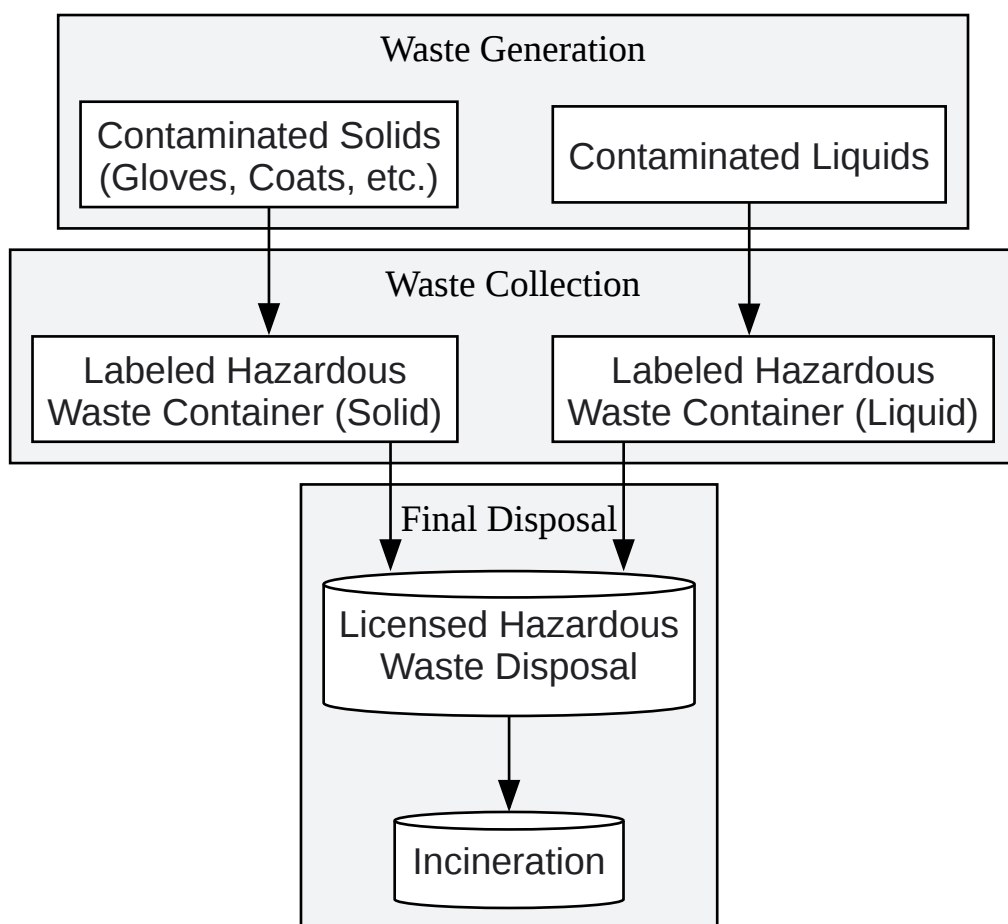 Waste Generation
Contaminated Solids
(Gloves, Coats, etc.)
Contaminated Liquids
Waste Collection
Labeled Hazardous
Waste Container (Solid)
Labeled Hazardous
Waste Container (Liquid)
Final Disposal
Licensed Hazardous
Waste Disposal
Incineration